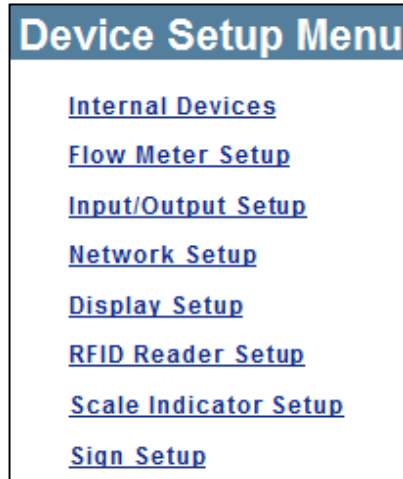 Device Setup Menu
Internal Devices
Flow Meter Setup
Input/Output Setup
Network Setup
Display Setup
RFID Reader Setup
Scale Indicator Setup
Sign Setup